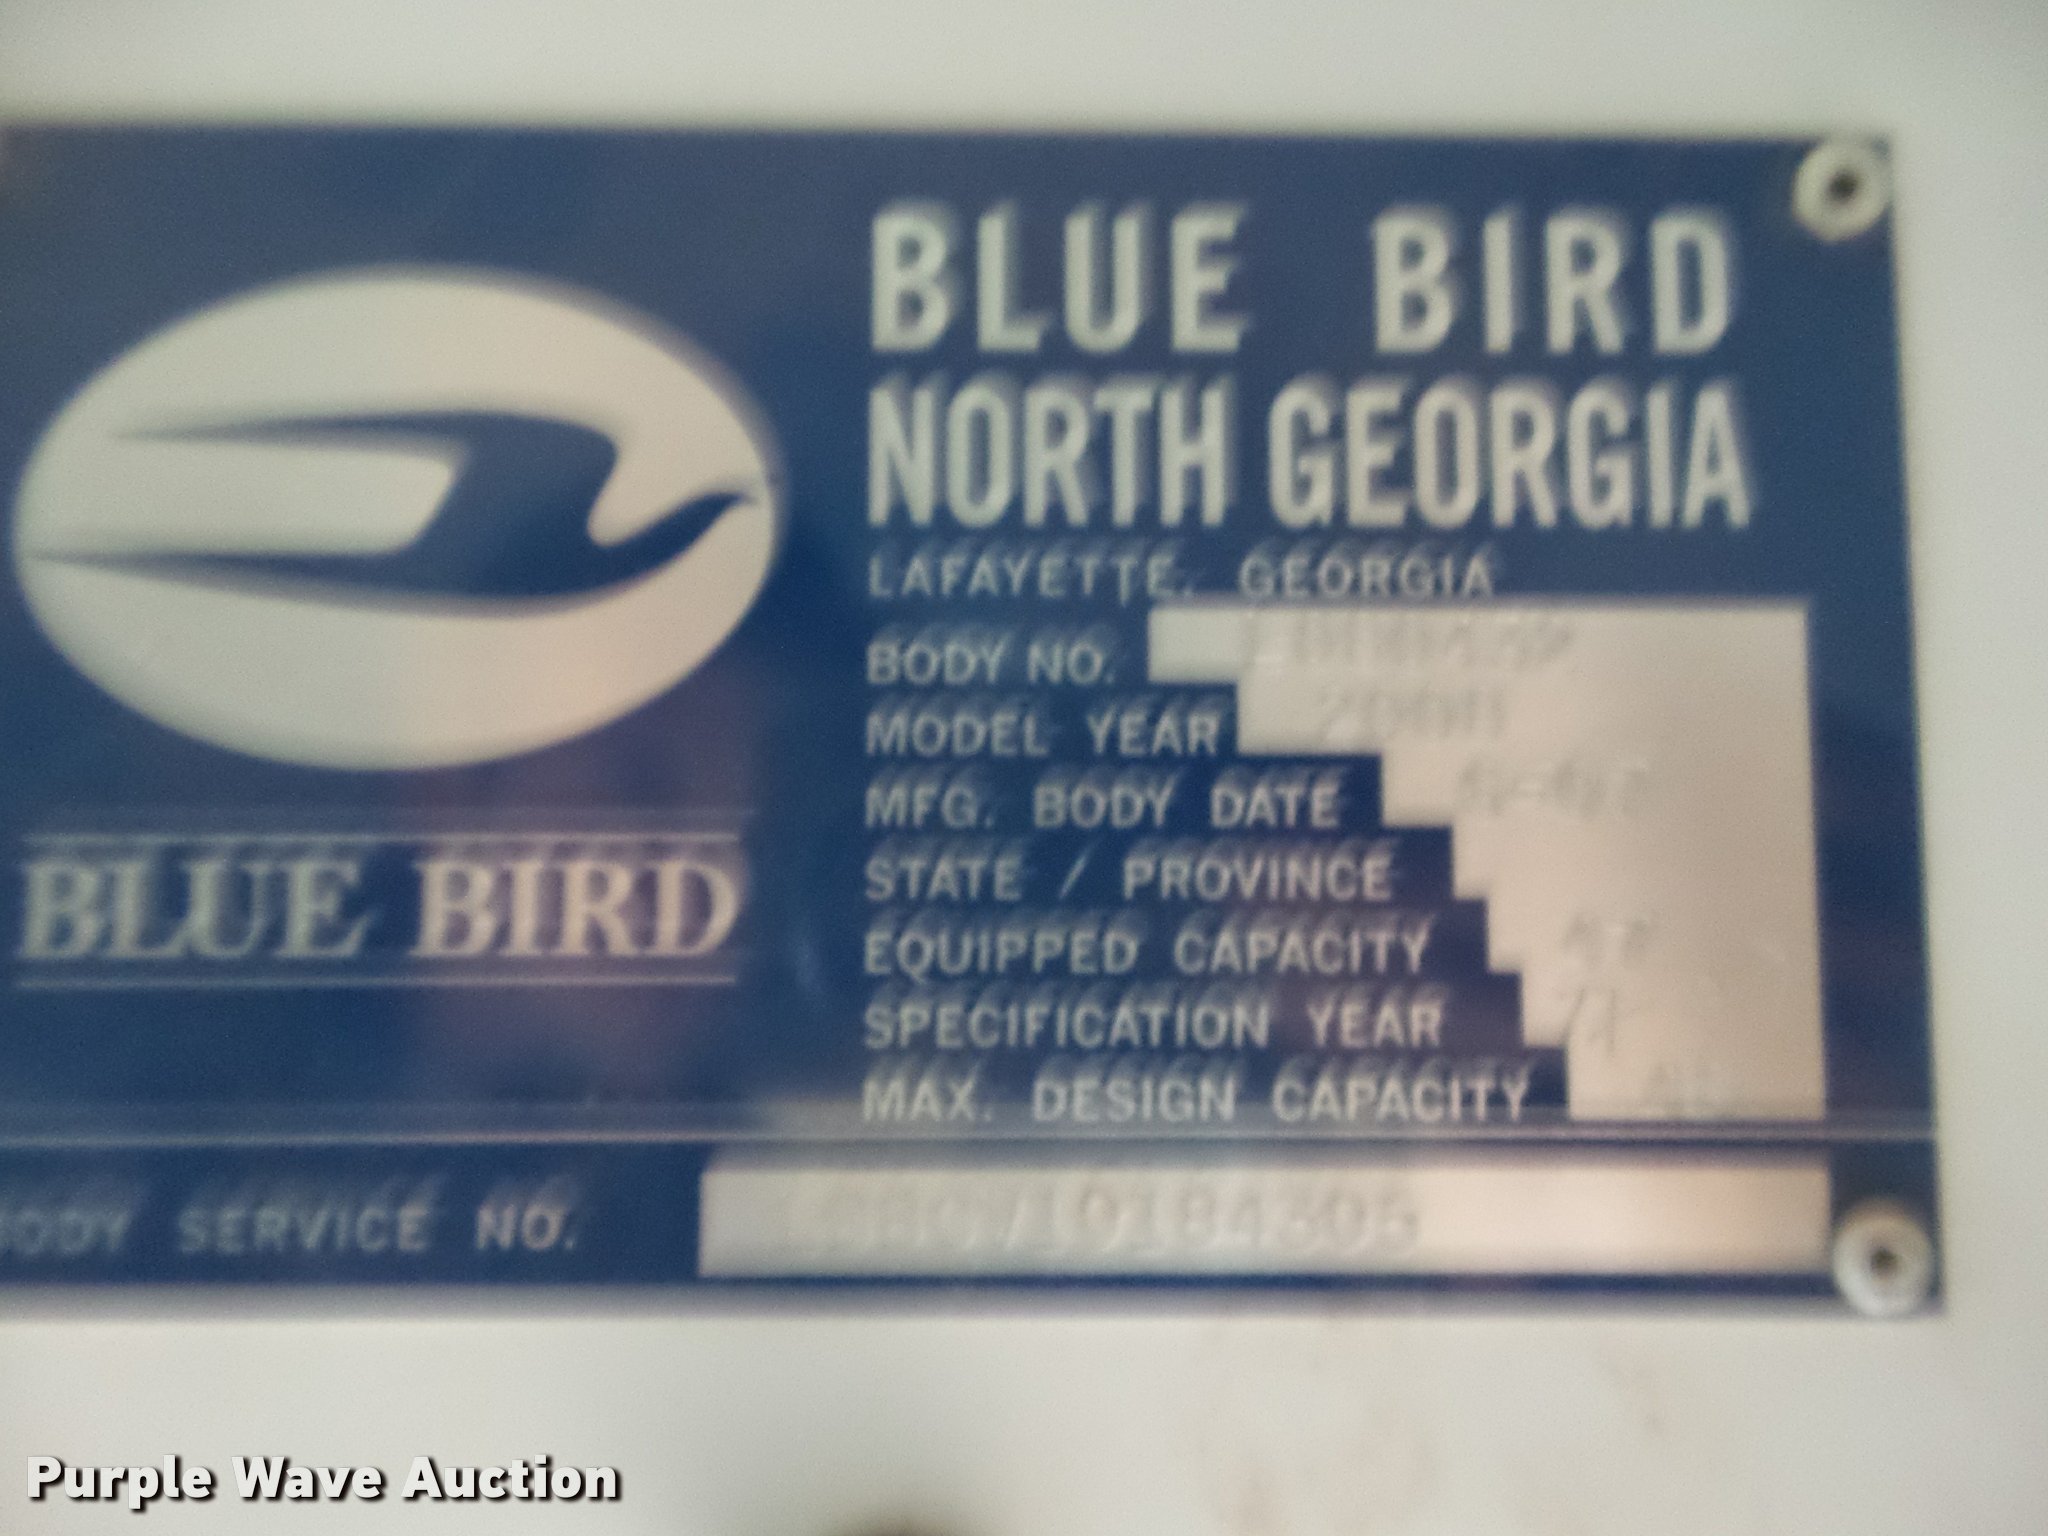 BLUE BIRD
NORTH GEORGIA
LAFAYETTE, GEORGIA
BODY NO.
MODEL YEAR
MFG. BODY DATE
STATE / PROVINCE
EQUIPPED CAPACITY
SPECIFICATION YEAR
MAX. DESIGN CAPACITY
BLUE BIRD
BODY SERVICE NO.
Purple Wave Auction